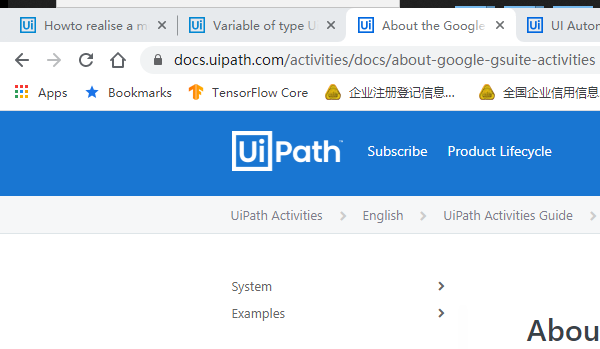 Howto realise a m Variable of type U About the Google UI Auton
docs.uipath.com/activities/docs/about-google-gsuite-activities
Apps Bookmarks TensorFlow Core 企业注册登记信息... 全国企业信用信息
UiPath™ Subscribe Product Lifecycle
UiPath Activities English UiPath Activities Guide
System
Examples
Abou